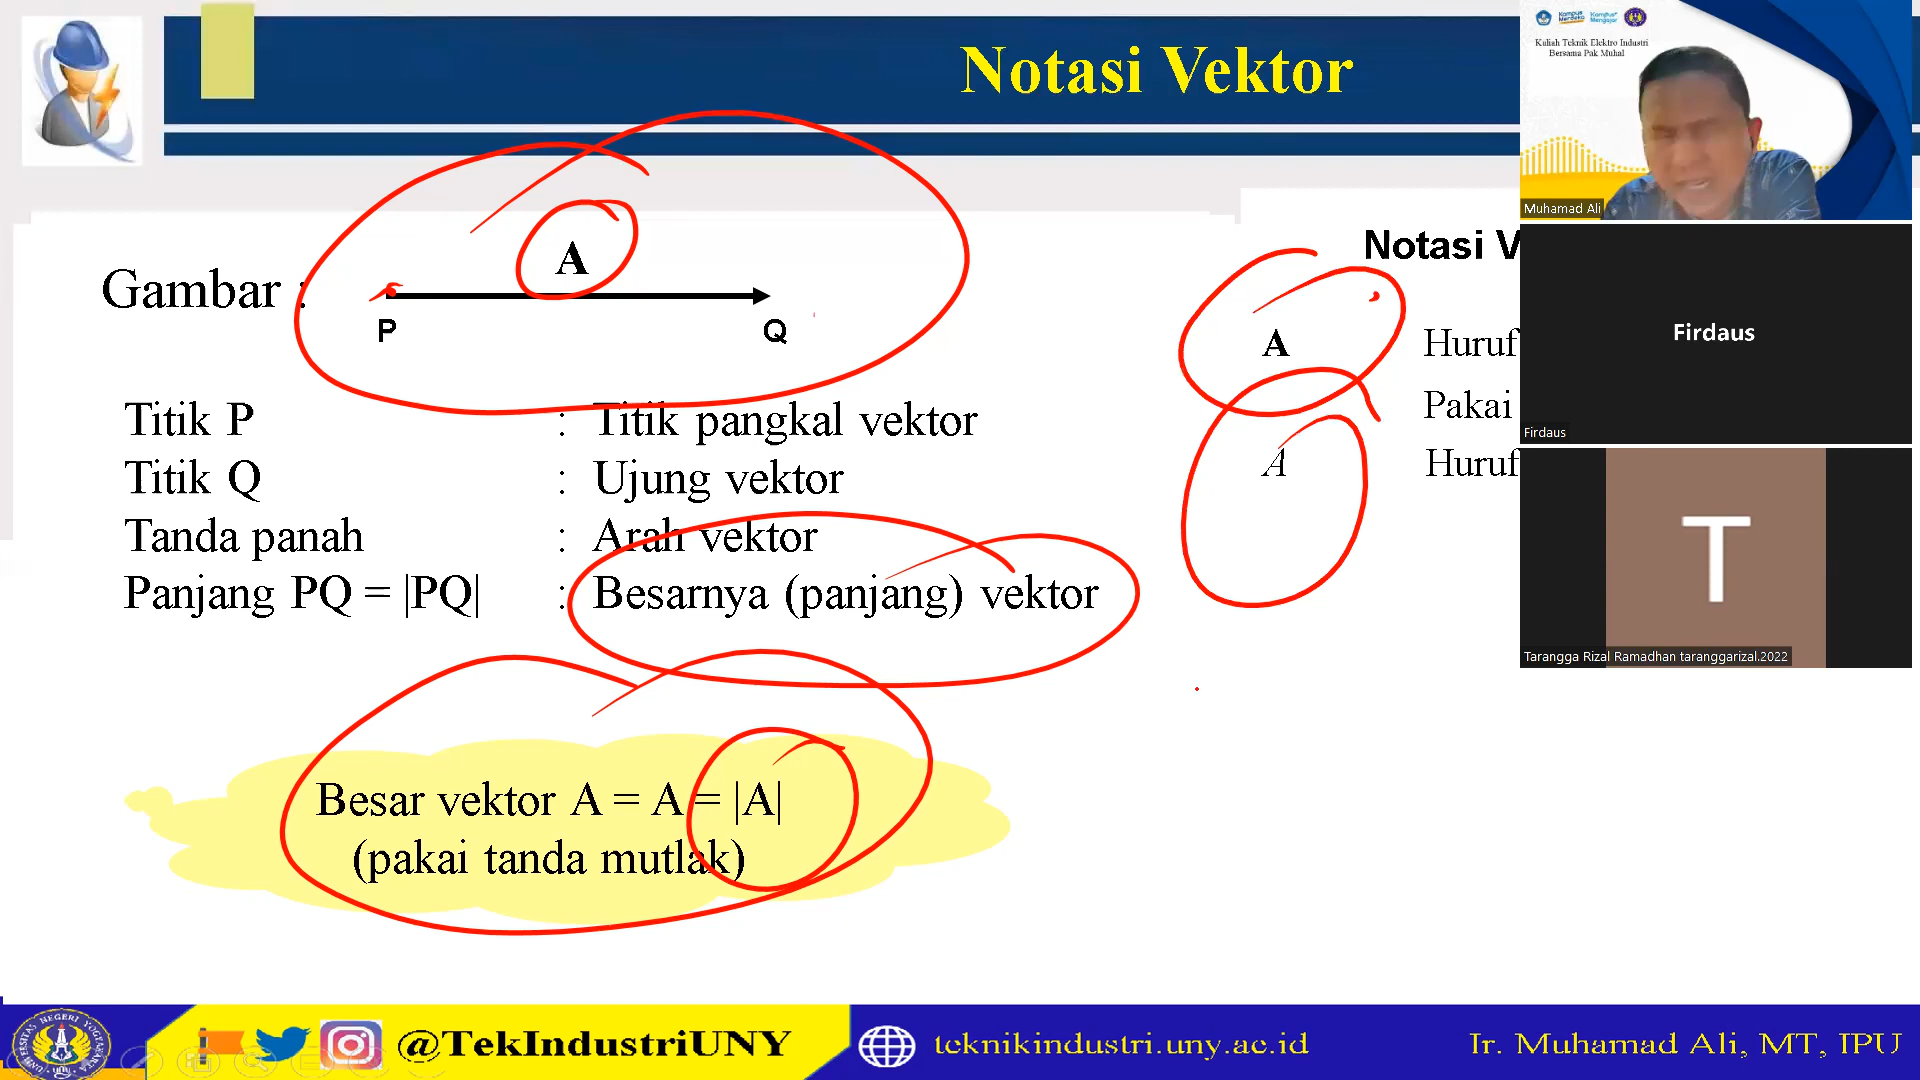 Notasi Vektor
Gambar :
A
P
Q
Titik P : Titik pangkal vektor
Titik Q : Ujung vektor
Tanda panah : Arah vektor
Panjang PQ = |PQ| : Besarnya (panjang) vektor
Besar vektor A = A = |A|
(pakai tanda mutlak)
Notasi V
A Huruf
Pakai
A Huruf
Kuliah Teknik Elektro Industri
Bersama Pak Muhal
Muhamad Ali
Firdaus
Firdaus
T
Tarangga Rizal Ramadhan taranggarizal.2022
@TekIndustriUNY
teknikindustri.uny.ac.id
Ir. Muhamad Ali, MT, IPU